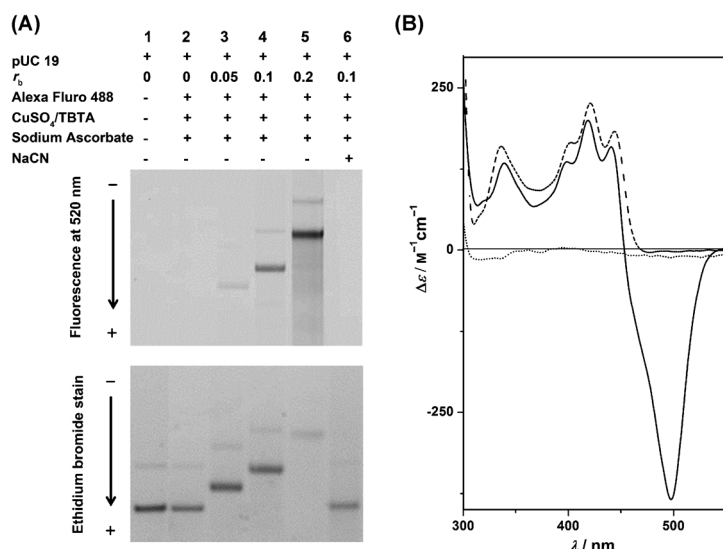 (A)
1 2 3 4 5 6
pUC 19 + + + + + +
r_b 0 0 0.05 0.1 0.2 0.1
Alexa Fluro 488 - + + + + +
CuSO₄/TBTA - + + + + +
Sodium Ascorbate - + + + + +
NaCN - - - - - +
−
Fluorescence at 520 nm
+
−
Ethidium bromide stain
+
(B)
250
0
-250
Δε / M⁻¹cm⁻¹
300 400 500
λ / nm